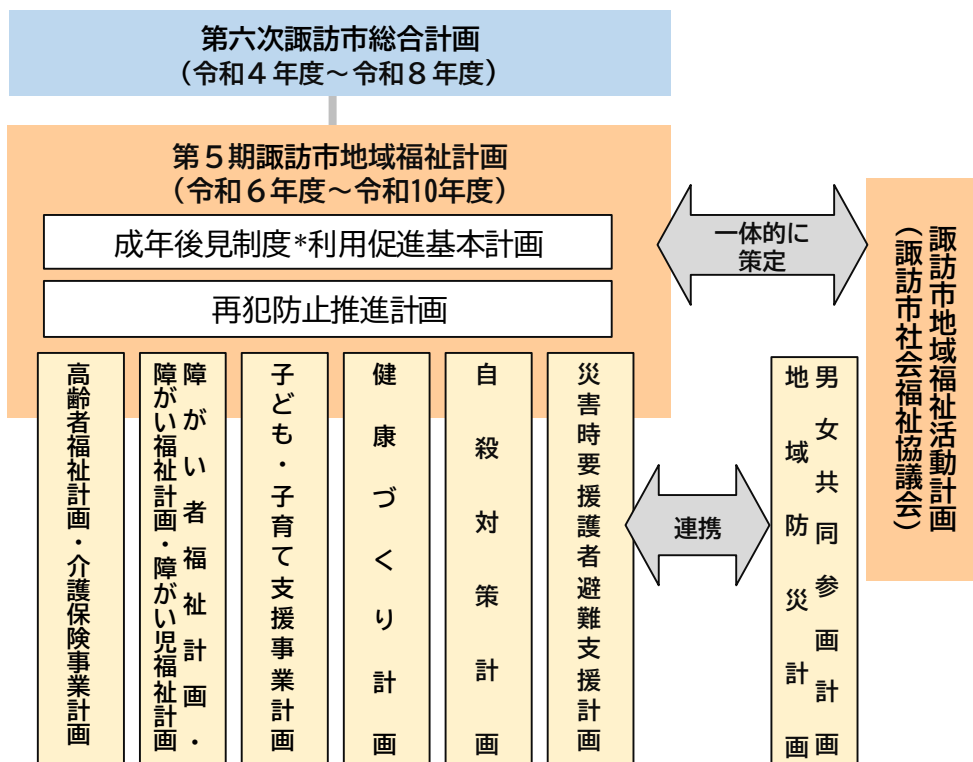 第六次諏訪市総合計画
（令和４年度～令和８年度）
第５期諏訪市地域福祉計画
（令和６年度～令和10年度）
成年後見制度*利用促進基本計画
再犯防止推進計画
一体的に
策定
諏訪市地域福祉活動計画
（諏訪市社会福祉協議会）
高齢者福祉計画・介護保険事業計画
障がい者福祉計画・
障がい福祉計画・障がい児福祉計画
子ども・子育て支援事業計画
健康づくり計画
自殺対策計画
災害時要援護者避難支援計画
連携
男女共同参画計画
地域防災計画